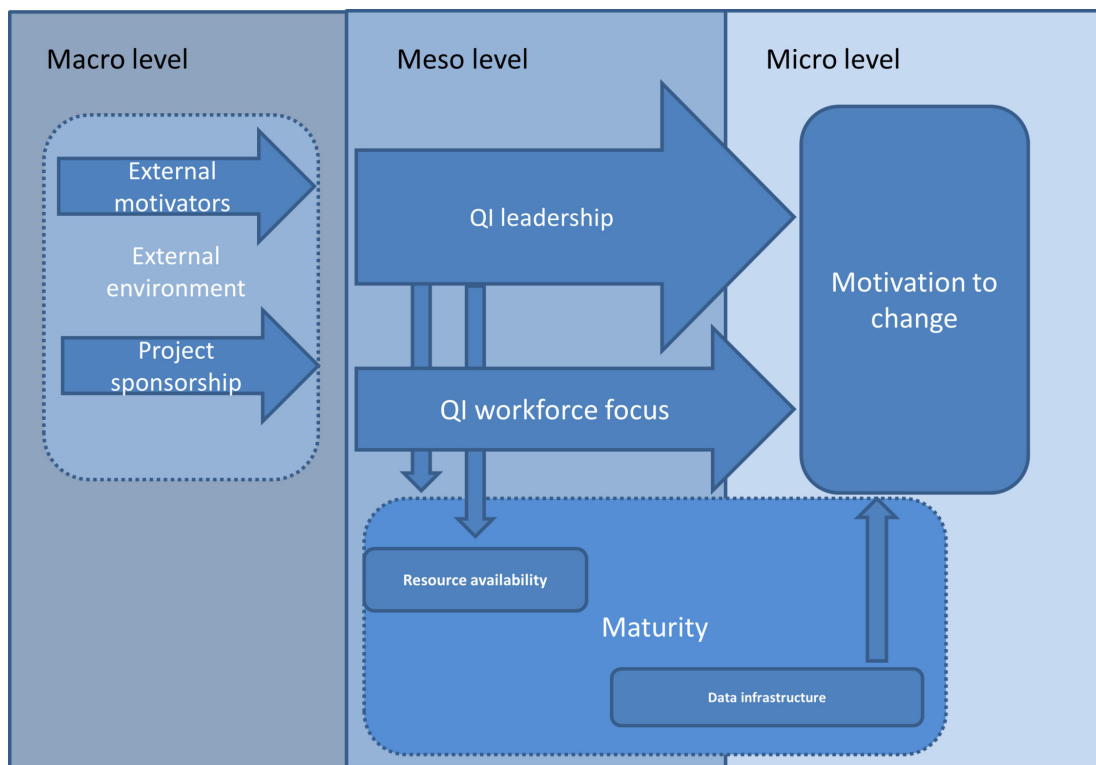 Macro level
Meso level
Micro level
External
motivators
External
environment
Project
sponsorship
QI leadership
QI workforce focus
Motivation to
change
Resource availability
Maturity
Data infrastructure